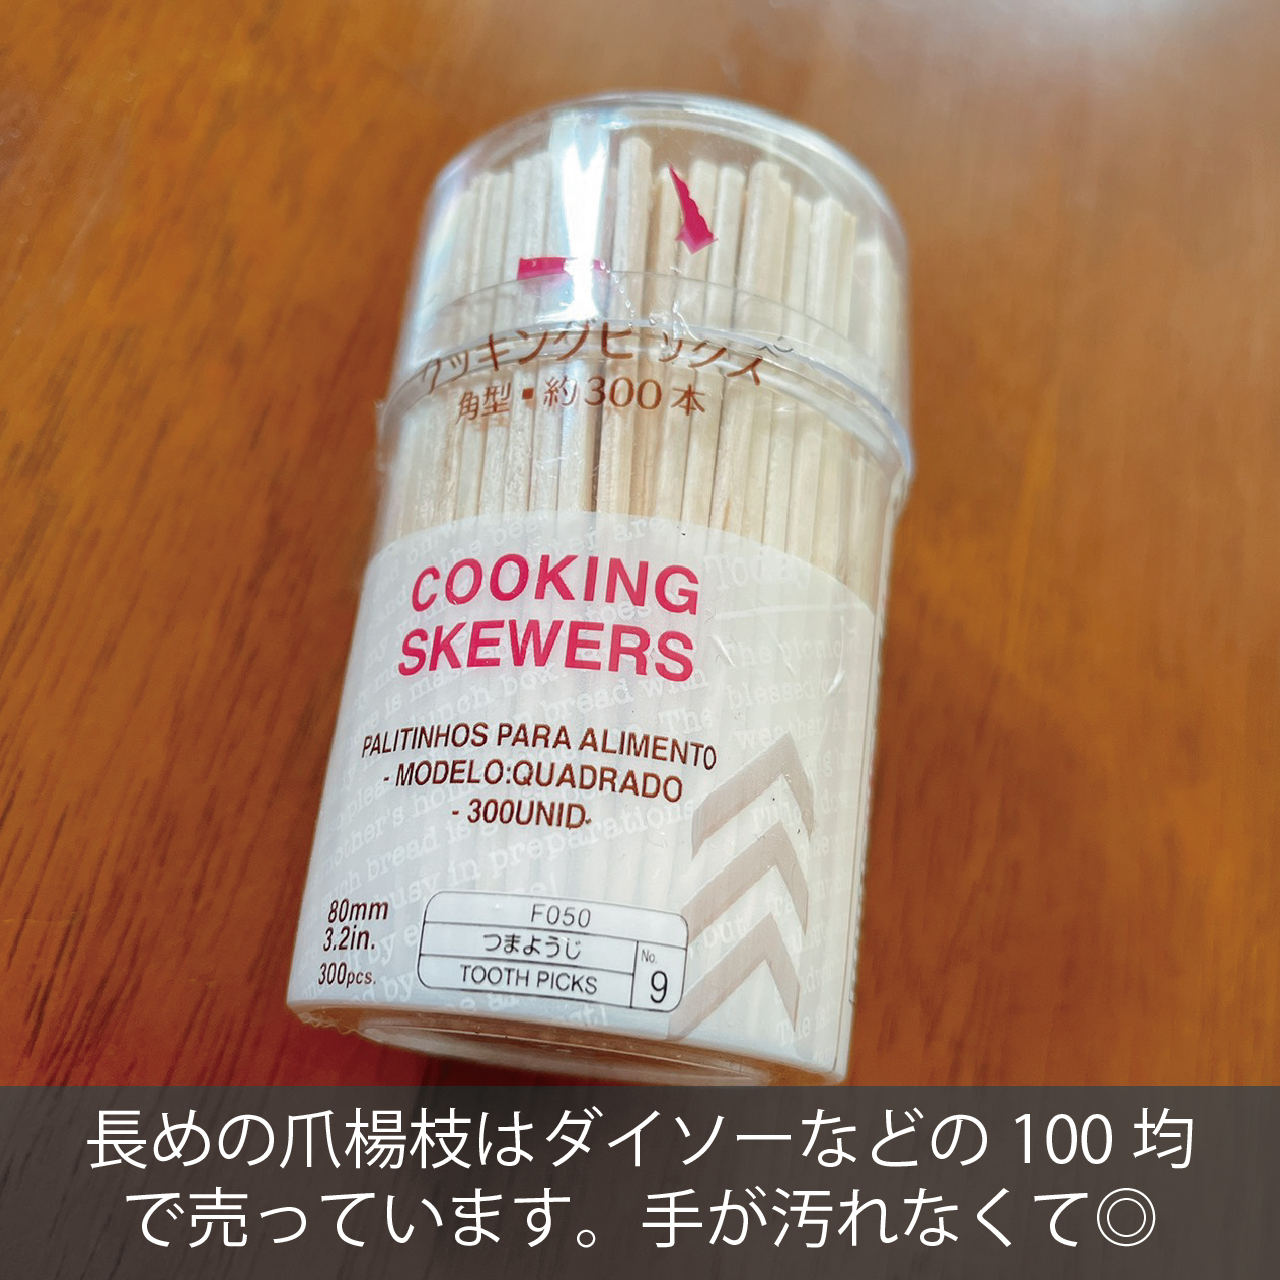 クッキングピックス
角型・約300本
COOKING
SKEWERS
PALITINHOS PARA ALIMENTO
- MODELO:QUADRADO
- 300UNID.
80mm
3.2in.
300pcs.
F050
つまようじ
TOOTH PICKS
No.
9
長めの爪楊枝はダイソーなどの100均
で売っています。手が汚れなくて◎